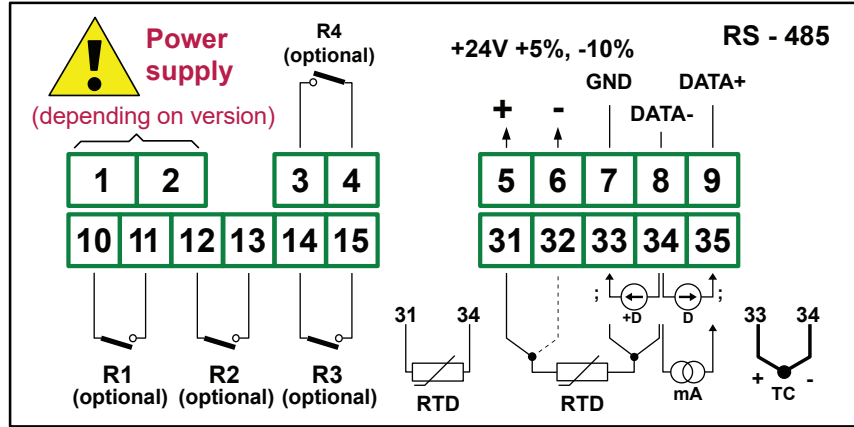 Power
supply
(depending on version)
R4
(optional)
+24V +5%, -10%
RS - 485
GND
DATA+
DATA-
+
-
1 2 3 4 5 6 7 8 9
10 11 12 13 14 15 31 32 33 34 35
; +D D ;
31 34
33 34
R1
(optional)
R2
(optional)
R3
(optional)
RTD
RTD
mA
+ TC -